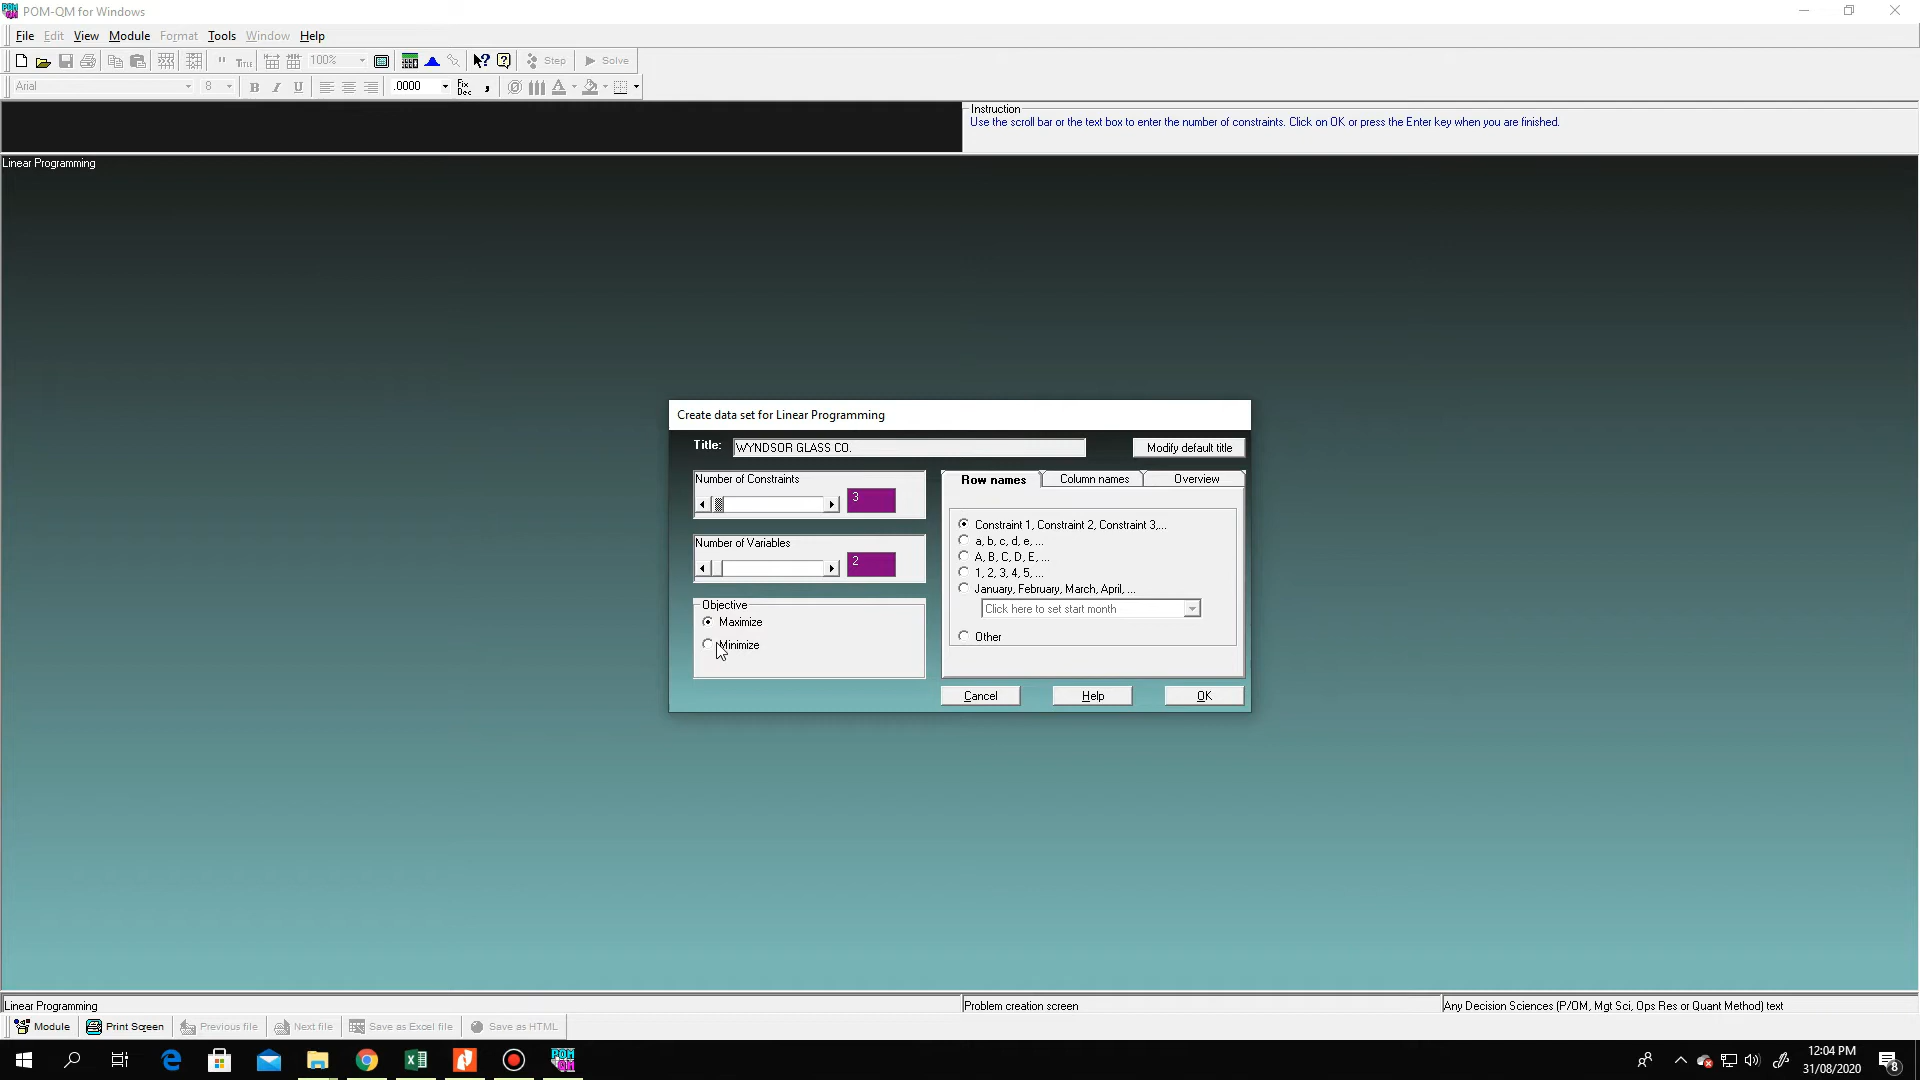 POM-QM for Windows
File Edit View Module Format Tools Window Help
100% Step Solve
Arial 8 B I U .0000 Fix Dec ,
Instruction
Use the scroll bar or the text box to enter the number of constraints. Click on OK or press the Enter key when you are finished.
Linear Programming
Create data set for Linear Programming
Title: WYNDSOR GLASS CO. Modify default title
Number of Constraints
3
Number of Variables
2
Objective
Maximize
Minimize
Row names Column names Overview
Constraint 1, Constraint 2, Constraint 3,...
a, b, c, d, e, ...
A, B, C, D, E, ...
1, 2, 3, 4, 5, ...
January, February, March, April, ...
Click here to set start month
Other
Cancel Help OK
Linear Programming Problem creation screen Any Decision Sciences (P/OM, Mgt Sci, Ops Res or Quant Method) text
Module Print Screen Previous file Next file Save as Excel file Save as HTML
POM QM
12:04 PM
31/08/2020
8